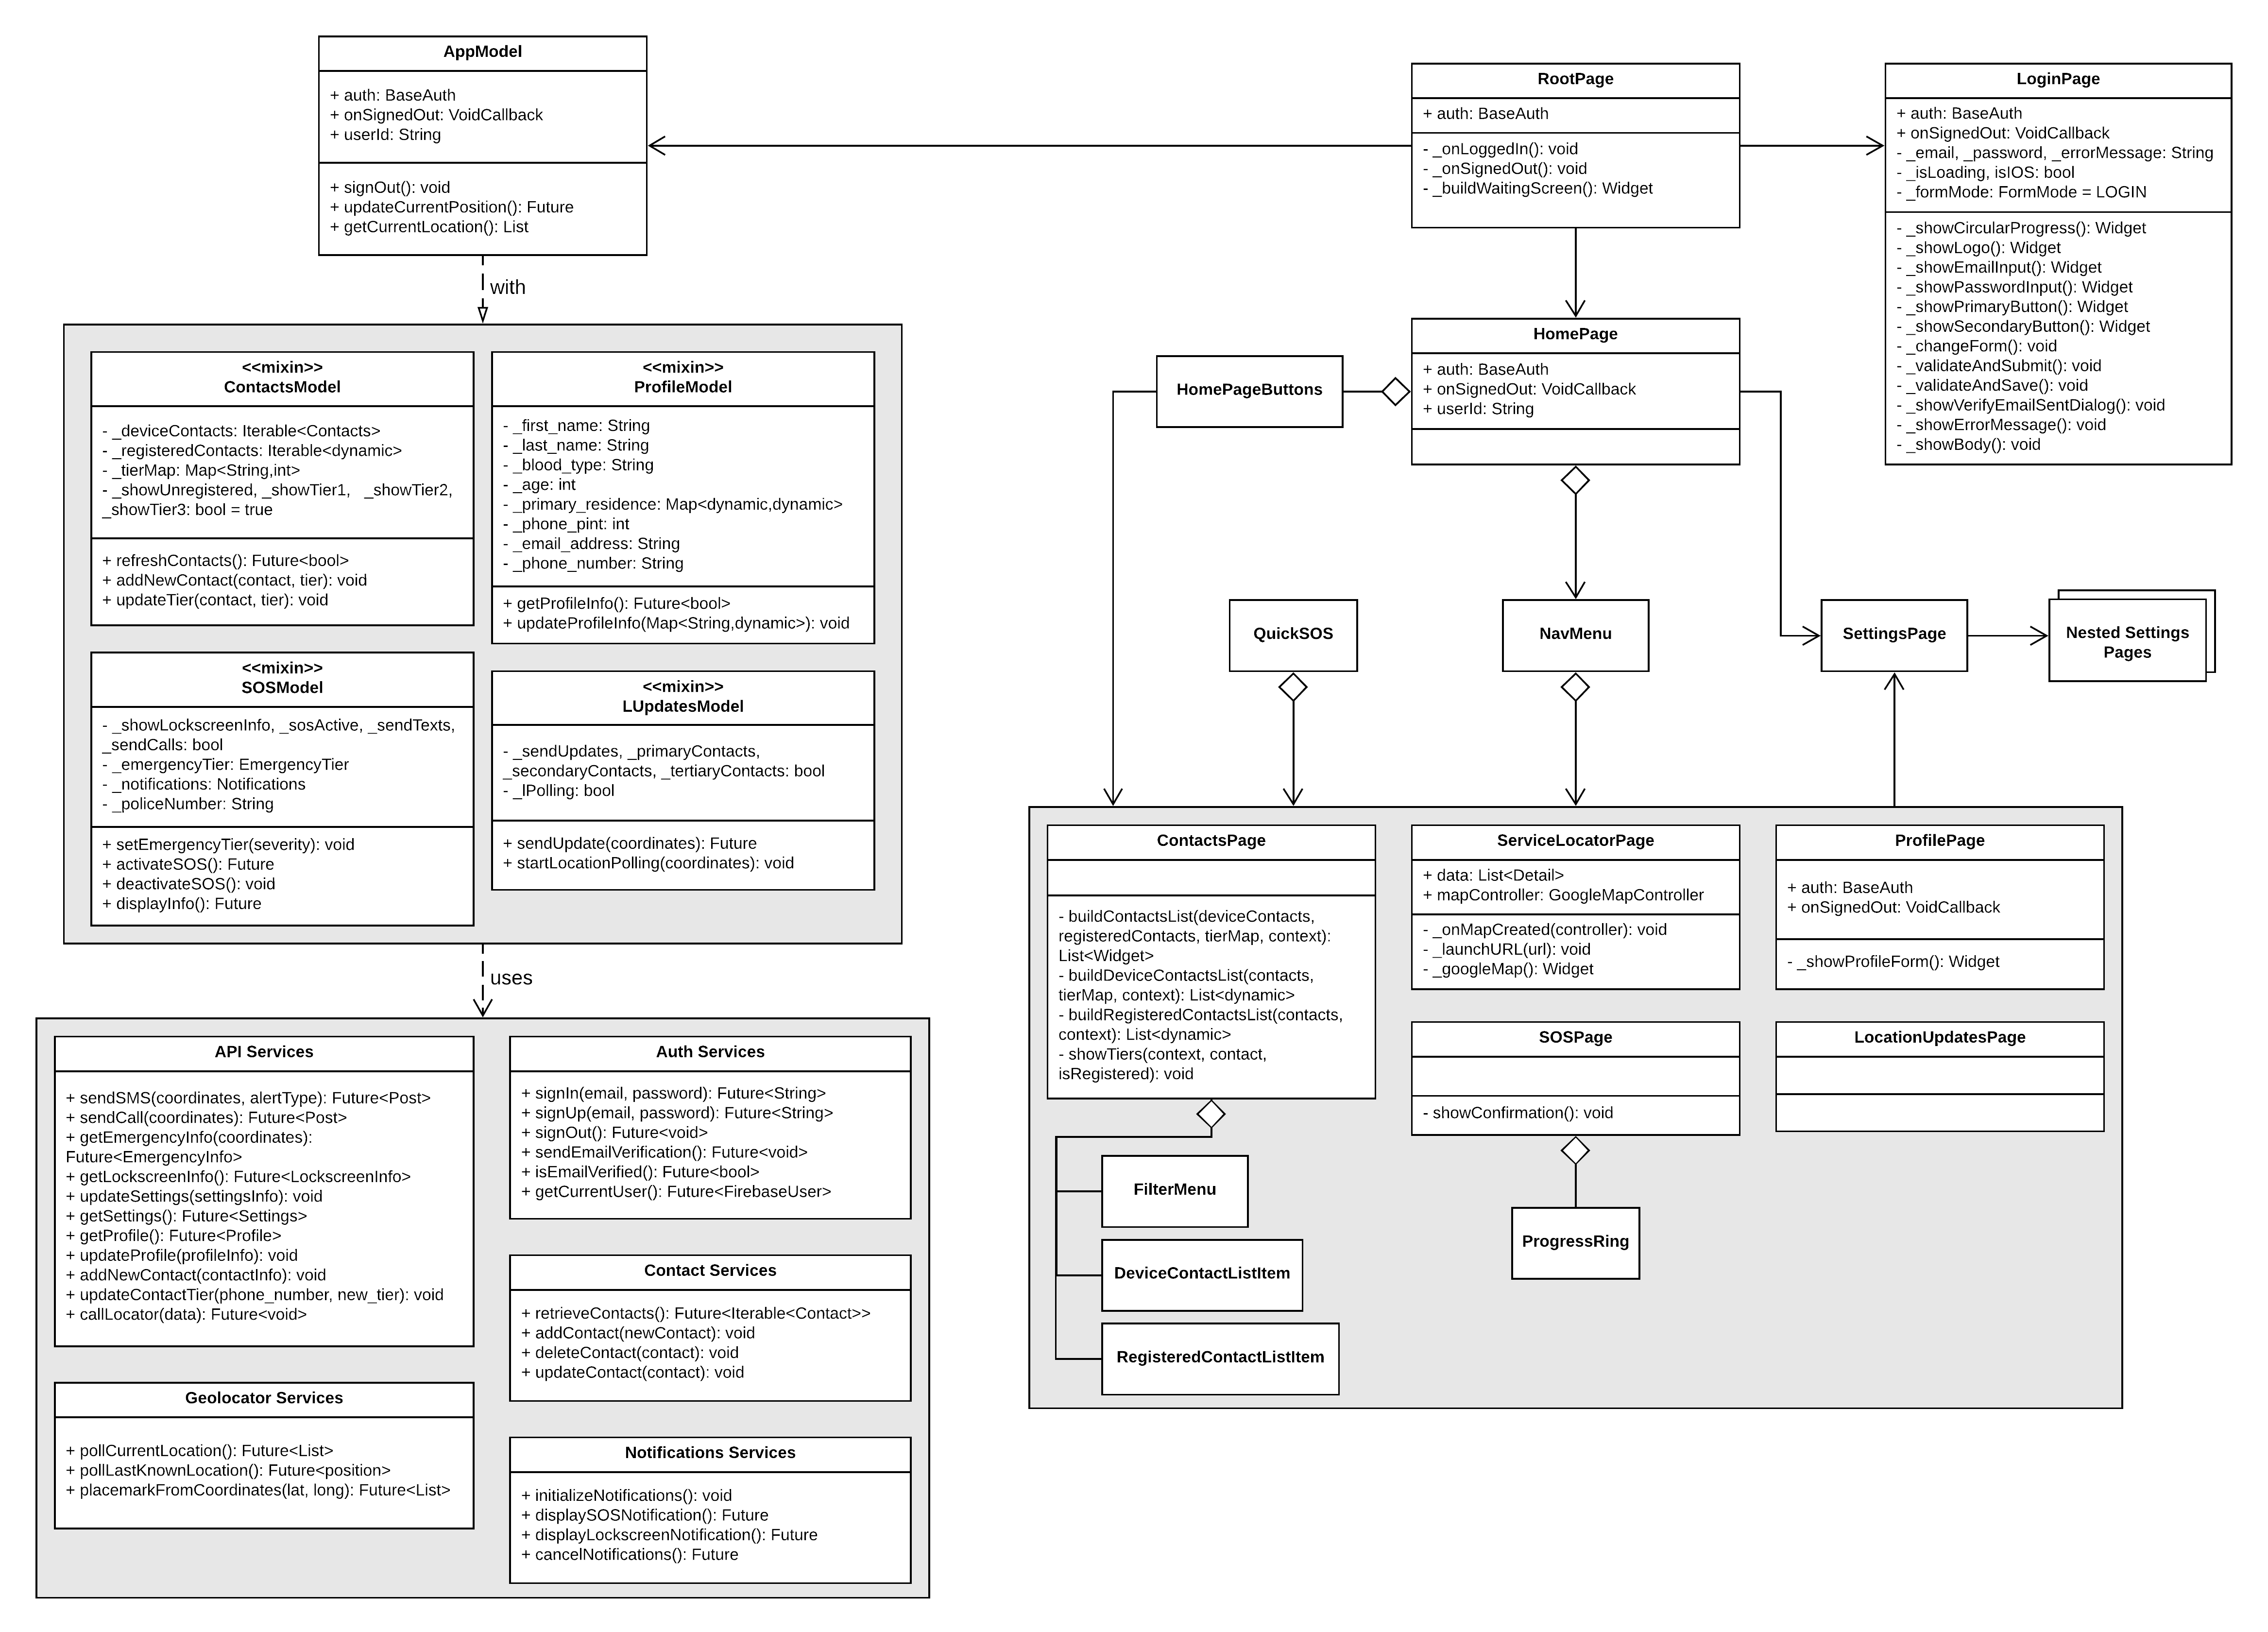 AppModel
+ auth: BaseAuth
+ onSignedOut: VoidCallback
+ userId: String
+ signOut(): void
+ updateCurrentPosition(): Future
+ getCurrentLocation(): List
with
<<mixin>>
ContactsModel
- _deviceContacts: Iterable<Contacts>
- _registeredContacts: Iterable<dynamic>
- _tierMap: Map<String,int>
- _showUnregistered, _showTier1, _showTier2,
_showTier3: bool = true
+ refreshContacts(): Future<bool>
+ addNewContact(contact, tier): void
+ updateTier(contact, tier): void
<<mixin>>
ProfileModel
- _first_name: String
- _last_name: String
- _blood_type: String
- _age: int
- _primary_residence: Map<dynamic,dynamic>
- _phone_pint: int
- _email_address: String
- _phone_number: String
+ getProfileInfo(): Future<bool>
+ updateProfileInfo(Map<String,dynamic>): void
<<mixin>>
SOSModel
- _showLockscreenInfo, _sosActive, _sendTexts,
_sendCalls: bool
- _emergencyTier: EmergencyTier
- _notifications: Notifications
- _policeNumber: String
+ setEmergencyTier(severity): void
+ activateSOS(): Future
+ deactivateSOS(): void
+ displayInfo(): Future
<<mixin>>
LUpdatesModel
- _sendUpdates, _primaryContacts,
_secondaryContacts, _tertiaryContacts: bool
- _lPolling: bool
+ sendUpdate(coordinates): Future
+ startLocationPolling(coordinates): void
uses
API Services
+ sendSMS(coordinates, alertType): Future<Post>
+ sendCall(coordinates): Future<Post>
+ getEmergencyInfo(coordinates):
Future<EmergencyInfo>
+ getLockscreenInfo(): Future<LockscreenInfo>
+ updateSettings(settingsInfo): void
+ getSettings(): Future<Settings>
+ getProfile(): Future<Profile>
+ updateProfile(profileInfo): void
+ addNewContact(contactInfo): void
+ updateContactTier(phone_number, new_tier): void
+ callLocator(data): Future<void>
Auth Services
+ signIn(email, password): Future<String>
+ signUp(email, password): Future<String>
+ signOut(): Future<void>
+ sendEmailVerification(): Future<void>
+ isEmailVerified(): Future<bool>
+ getCurrentUser(): Future<FirebaseUser>
Contact Services
+ retrieveContacts(): Future<Iterable<Contact>>
+ addContact(newContact): void
+ deleteContact(contact): void
+ updateContact(contact): void
Geolocator Services
+ pollCurrentLocation(): Future<List>
+ pollLastKnownLocation(): Future<position>
+ placemarkFromCoordinates(lat, long): Future<List>
Notifications Services
+ initializeNotifications(): void
+ displaySOSNotification(): Future
+ displayLockscreenNotification(): Future
+ cancelNotifications(): Future
RootPage
+ auth: BaseAuth
- _onLoggedIn(): void
- _onSignedOut(): void
- _buildWaitingScreen(): Widget
LoginPage
+ auth: BaseAuth
+ onSignedOut: VoidCallback
- _email, _password, _errorMessage: String
- _isLoading, isIOS: bool
- _formMode: FormMode = LOGIN
- _showCircularProgress(): Widget
- _showLogo(): Widget
- _showEmailInput(): Widget
- _showPasswordInput(): Widget
- _showPrimaryButton(): Widget
- _showSecondaryButton(): Widget
- _changeForm(): void
- _validateAndSubmit(): void
- _validateAndSave(): void
- _showVerifyEmailSentDialog(): void
- _showErrorMessage(): void
- _showBody(): void
HomePageButtons
HomePage
+ auth: BaseAuth
+ onSignedOut: VoidCallback
+ userId: String
QuickSOS
NavMenu
SettingsPage
Nested Settings
Pages
ContactsPage
- buildContactsList(deviceContacts,
registeredContacts, tierMap, context):
List<Widget>
- buildDeviceContactsList(contacts,
tierMap, context): List<dynamic>
- buildRegisteredContactsList(contacts,
context): List<dynamic>
- showTiers(context, contact,
isRegistered): void
FilterMenu
DeviceContactListItem
RegisteredContactListItem
ServiceLocatorPage
+ data: List<Detail>
+ mapController: GoogleMapController
- _onMapCreated(controller): void
- _launchURL(url): void
- _googleMap(): Widget
ProfilePage
+ auth: BaseAuth
+ onSignedOut: VoidCallback
- _showProfileForm(): Widget
SOSPage
- showConfirmation(): void
ProgressRing
LocationUpdatesPage